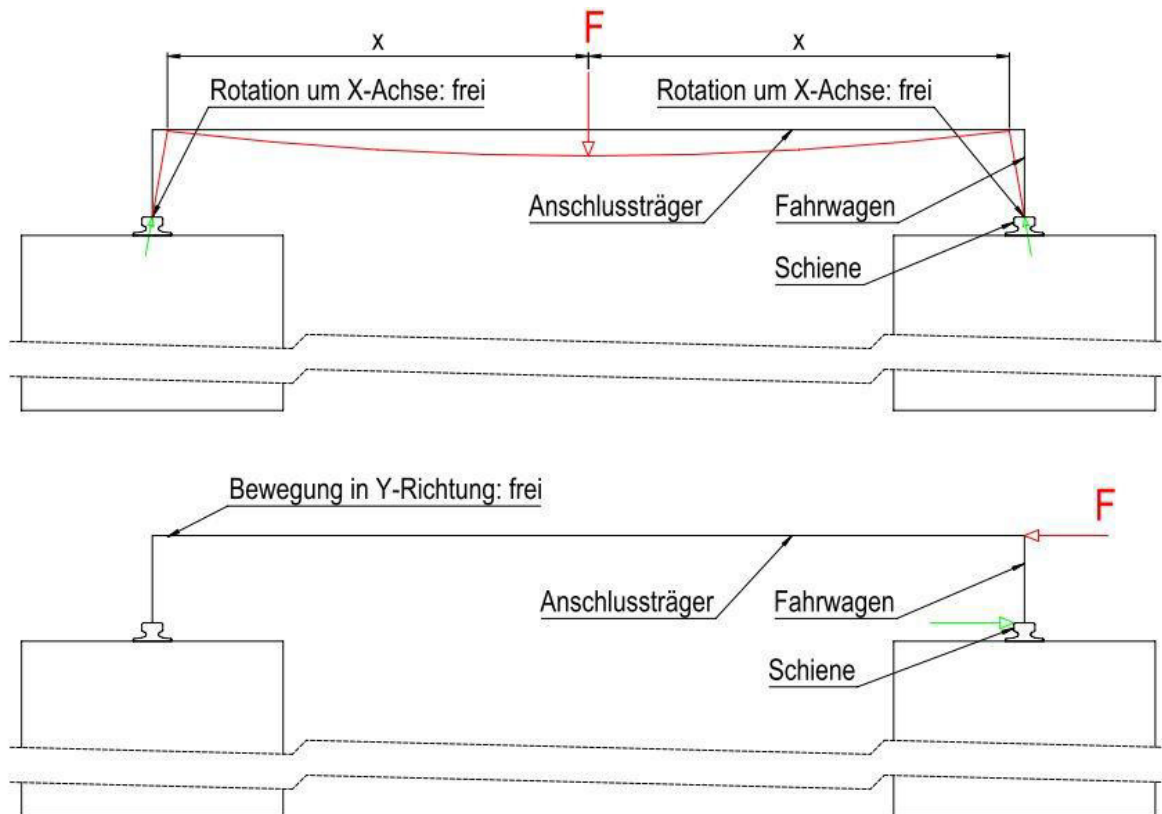 F
x
x
Rotation um X-Achse: frei
Rotation um X-Achse: frei
Anschlussträger
Fahrwagen
Schiene
Bewegung in Y-Richtung: frei
F
Anschlussträger
Fahrwagen
Schiene